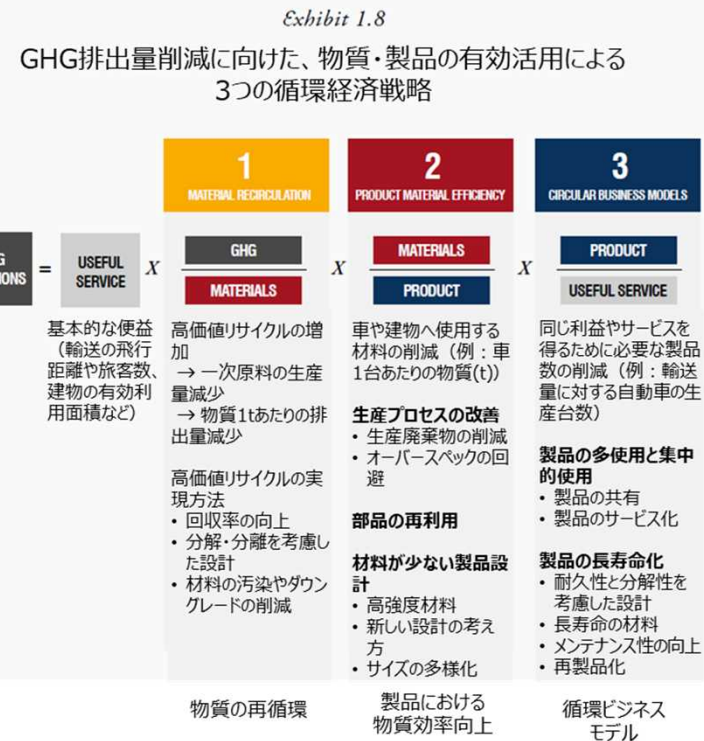 Exhibit 1.8
GHG排出量削減に向けた、物質・製品の有効活用による
3つの循環経済戦略
1
MATERIAL RECIRCULATION
2
PRODUCT MATERIAL EFFICIENCY
3
CIRCULAR BUSINESS MODELS
G
IONS
=
USEFUL
SERVICE
X
GHG
MATERIALS
X
MATERIALS
PRODUCT
X
PRODUCT
USEFUL SERVICE
基本的な便益
（輸送の飛行
距離や旅客数、
建物の有効利
用面積など）
高価値リサイクルの増
加
→ 一次原料の生産
量減少
→ 物質1tあたりの排
出量減少
高価値リサイクルの実
現方法
• 回収率の向上
• 分解・分離を考慮し
た設計
• 材料の汚染やダウン
グレードの削減
車や建物へ使用する
材料の削減（例：車
1台あたりの物質(t)）
生産プロセスの改善
• 生産廃棄物の削減
• オーバースペックの回
避
部品の再利用
材料が少ない製品設
計
• 高強度材料
• 新しい設計の考え
方
• サイズの多様化
同じ利益やサービスを
得るために必要な製品
数の削減（例：輸送
量に対する自動車の生
産台数）
製品の多使用と集中
的使用
• 製品の共有
• 製品のサービス化
製品の長寿命化
• 耐久性と分解性を
考慮した設計
• 長寿命の材料
• メンテナンス性の向上
• 再製品化
物質の再循環
製品における
物質効率向上
循環ビジネス
モデル